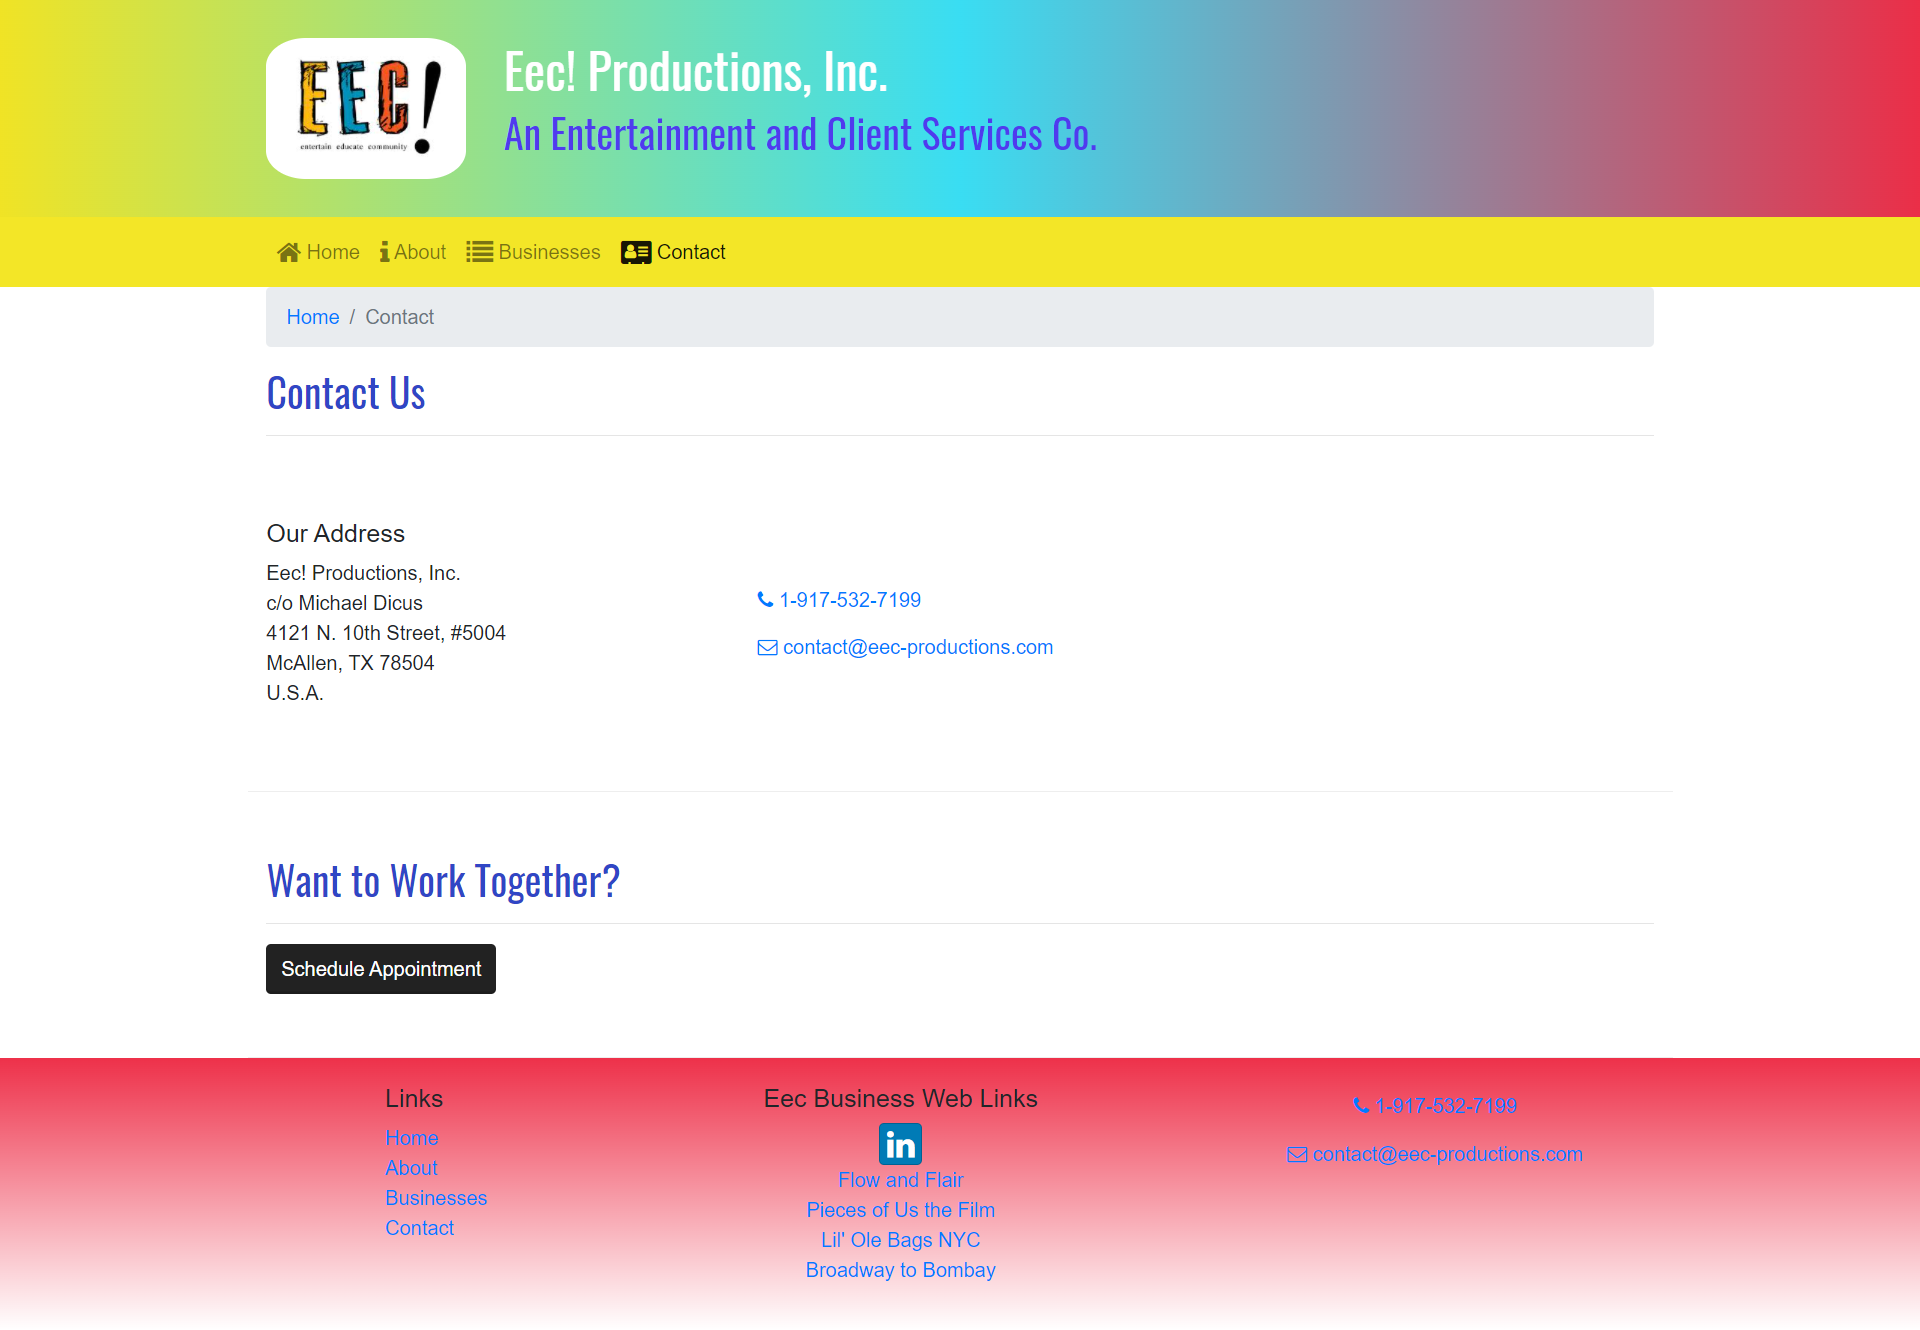 EEC!
entertain educate community
Eec! Productions, Inc.
An Entertainment and Client Services Co.
Home
About
Businesses
Contact
Home / Contact
Contact Us
Our Address
Eec! Productions, Inc.
c/o Michael Dicus
4121 N. 10th Street, #5004
McAllen, TX 78504
U.S.A.
1-917-532-7199
contact@eec-productions.com
Want to Work Together?
Schedule Appointment
Links
Home
About
Businesses
Contact
Eec Business Web Links
in
Flow and Flair
Pieces of Us the Film
Lil' Ole Bags NYC
Broadway to Bombay
1-917-532-7199
contact@eec-productions.com